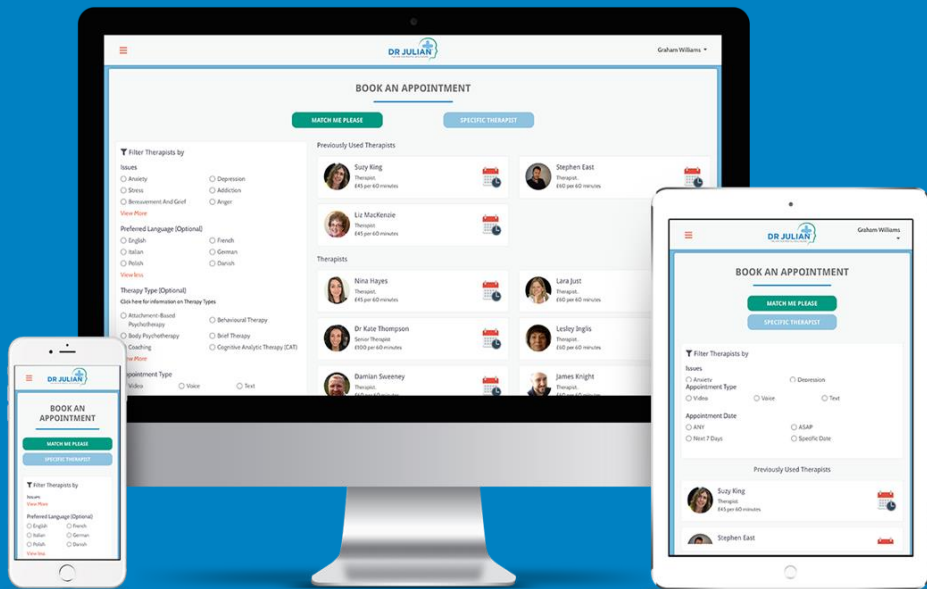 DR JULIAN
Graham Williams
BOOK AN APPOINTMENT
MATCH ME PLEASE
SPECIFIC THERAPIST
Filter Therapists by
Issues
Anxiety
Depression
Stress
Addiction
Bereavement And Grief
Anger
View More
Preferred Language (Optional)
English
French
Italian
German
Polish
Danish
View less
Therapy Type (Optional)
Click here for information on Therapy Types
Attachment-Based
Psychotherapy
Behavioural Therapy
Body Psychotherapy
Brief Therapy
Coaching
Cognitive Analytic Therapy (CAT)
View More
Appointment Type
Video
Voice
Text
Previously Used Therapists
Suzy King
Therapist.
£45 per 60 minutes
Stephen East
Therapist.
£60 per 60 minutes
Liz MacKenzie
Therapist
£45 per 60 minutes
Therapists
Nina Hayes
Therapist.
£45 per 60 minutes
Lara Just
Therapist.
£60 per 60 minutes
Dr Kate Thompson
Senior Therapist
£100 per 60 minutes
Lesley Inglis
Therapist.
£60 per 60 minutes
Damian Sweeney
Therapist.
James Knight
Therapist.
DR JULIAN
BOOK AN
APPOINTMENT
MATCH ME PLEASE
SPECIFIC THERAPIST
Filter Therapists by
Issues
View More
Preferred Language (Optional)
English
French
Italian
German
Polish
Danish
View less
DR JULIAN
Graham Williams
BOOK AN APPOINTMENT
MATCH ME PLEASE
SPECIFIC THERAPIST
Filter Therapists by
Issues
Anxiety
Depression
Appointment Type
Video
Voice
Text
Appointment Date
ANY
ASAP
Next 7 Days
Specific Date
Previously Used Therapists
Suzy King
Therapist.
£45 per 60 minutes
Stephen East